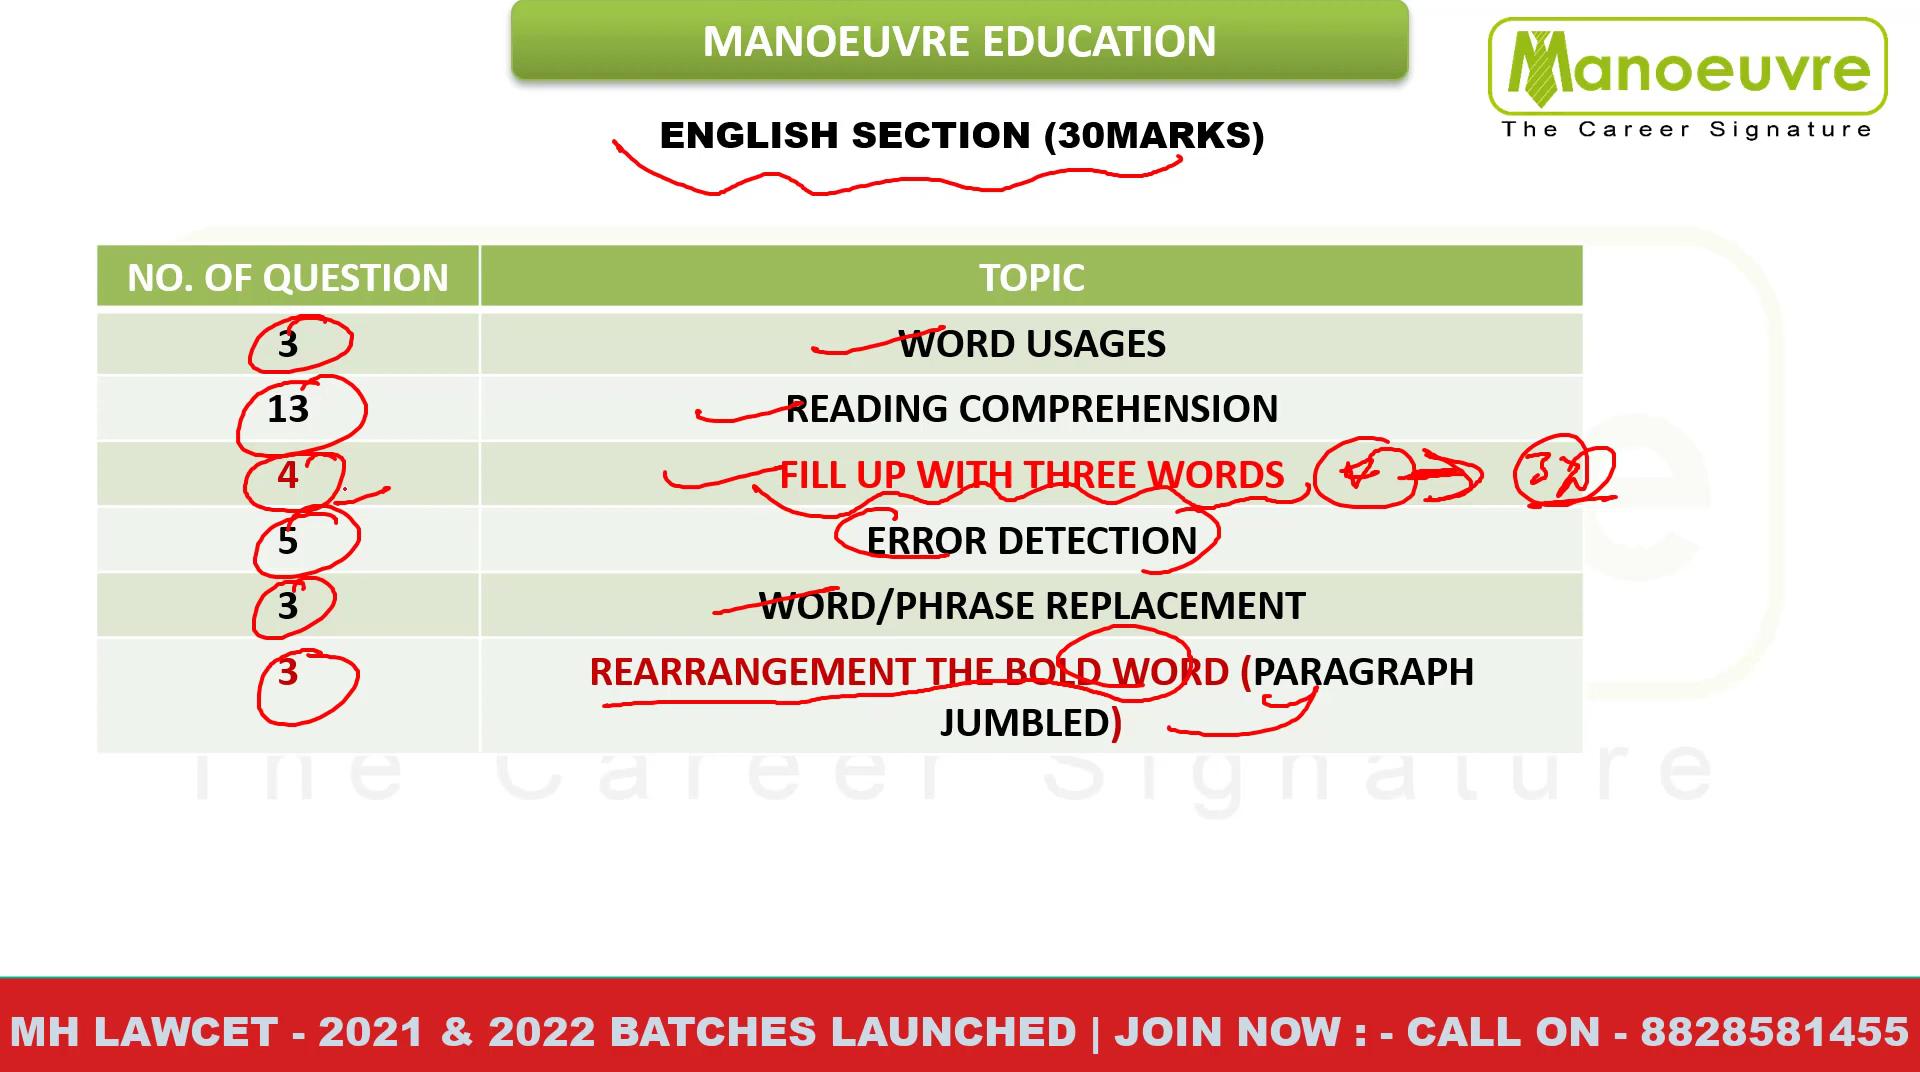 MANOEUVRE EDUCATION
Manoeuvre
The Career Signature
ENGLISH SECTION (30MARKS)
NO. OF QUESTION TOPIC
3 WORD USAGES
13 READING COMPREHENSION
4 FILL UP WITH THREE WORDS
5 ERROR DETECTION
3 WORD/PHRASE REPLACEMENT
3 REARRANGEMENT THE BOLD WORD (PARAGRAPH
JUMBLED)
The Career Signature
MH LAWCET - 2021 & 2022 BATCHES LAUNCHED | JOIN NOW : - CALL ON - 8828581455